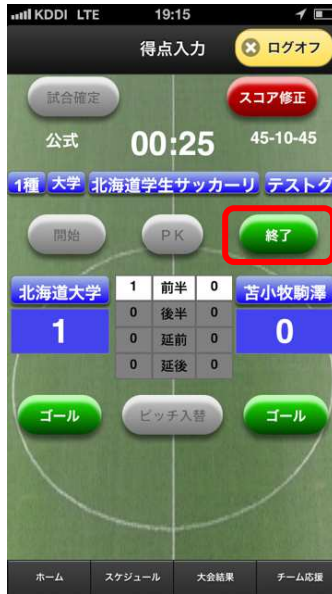 KDDI LTE 19:15
得点入力 ログオフ
試合確定 スコア修正
公式 00:25 45-10-45
1種 大学 北海道学生サッカーリ テストグ
開始 PK 終了
北海道大学 1 前半 0 苫小牧駒澤
1 0 後半 0 0
0 延前 0
0 延後 0
ゴール ピッチ入替 ゴール
ホーム スケジュール 大会結果 チーム応援